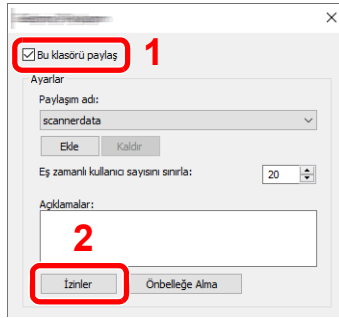 Bu klasörü paylaş
1
Ayarlar
Paylaşım adı:
scannerdata
Ekle Kaldır
Eş zamanlı kullanıcı sayısını sınırla: 20
Açıklamalar:
2
İzinler Önbelleğe Alma